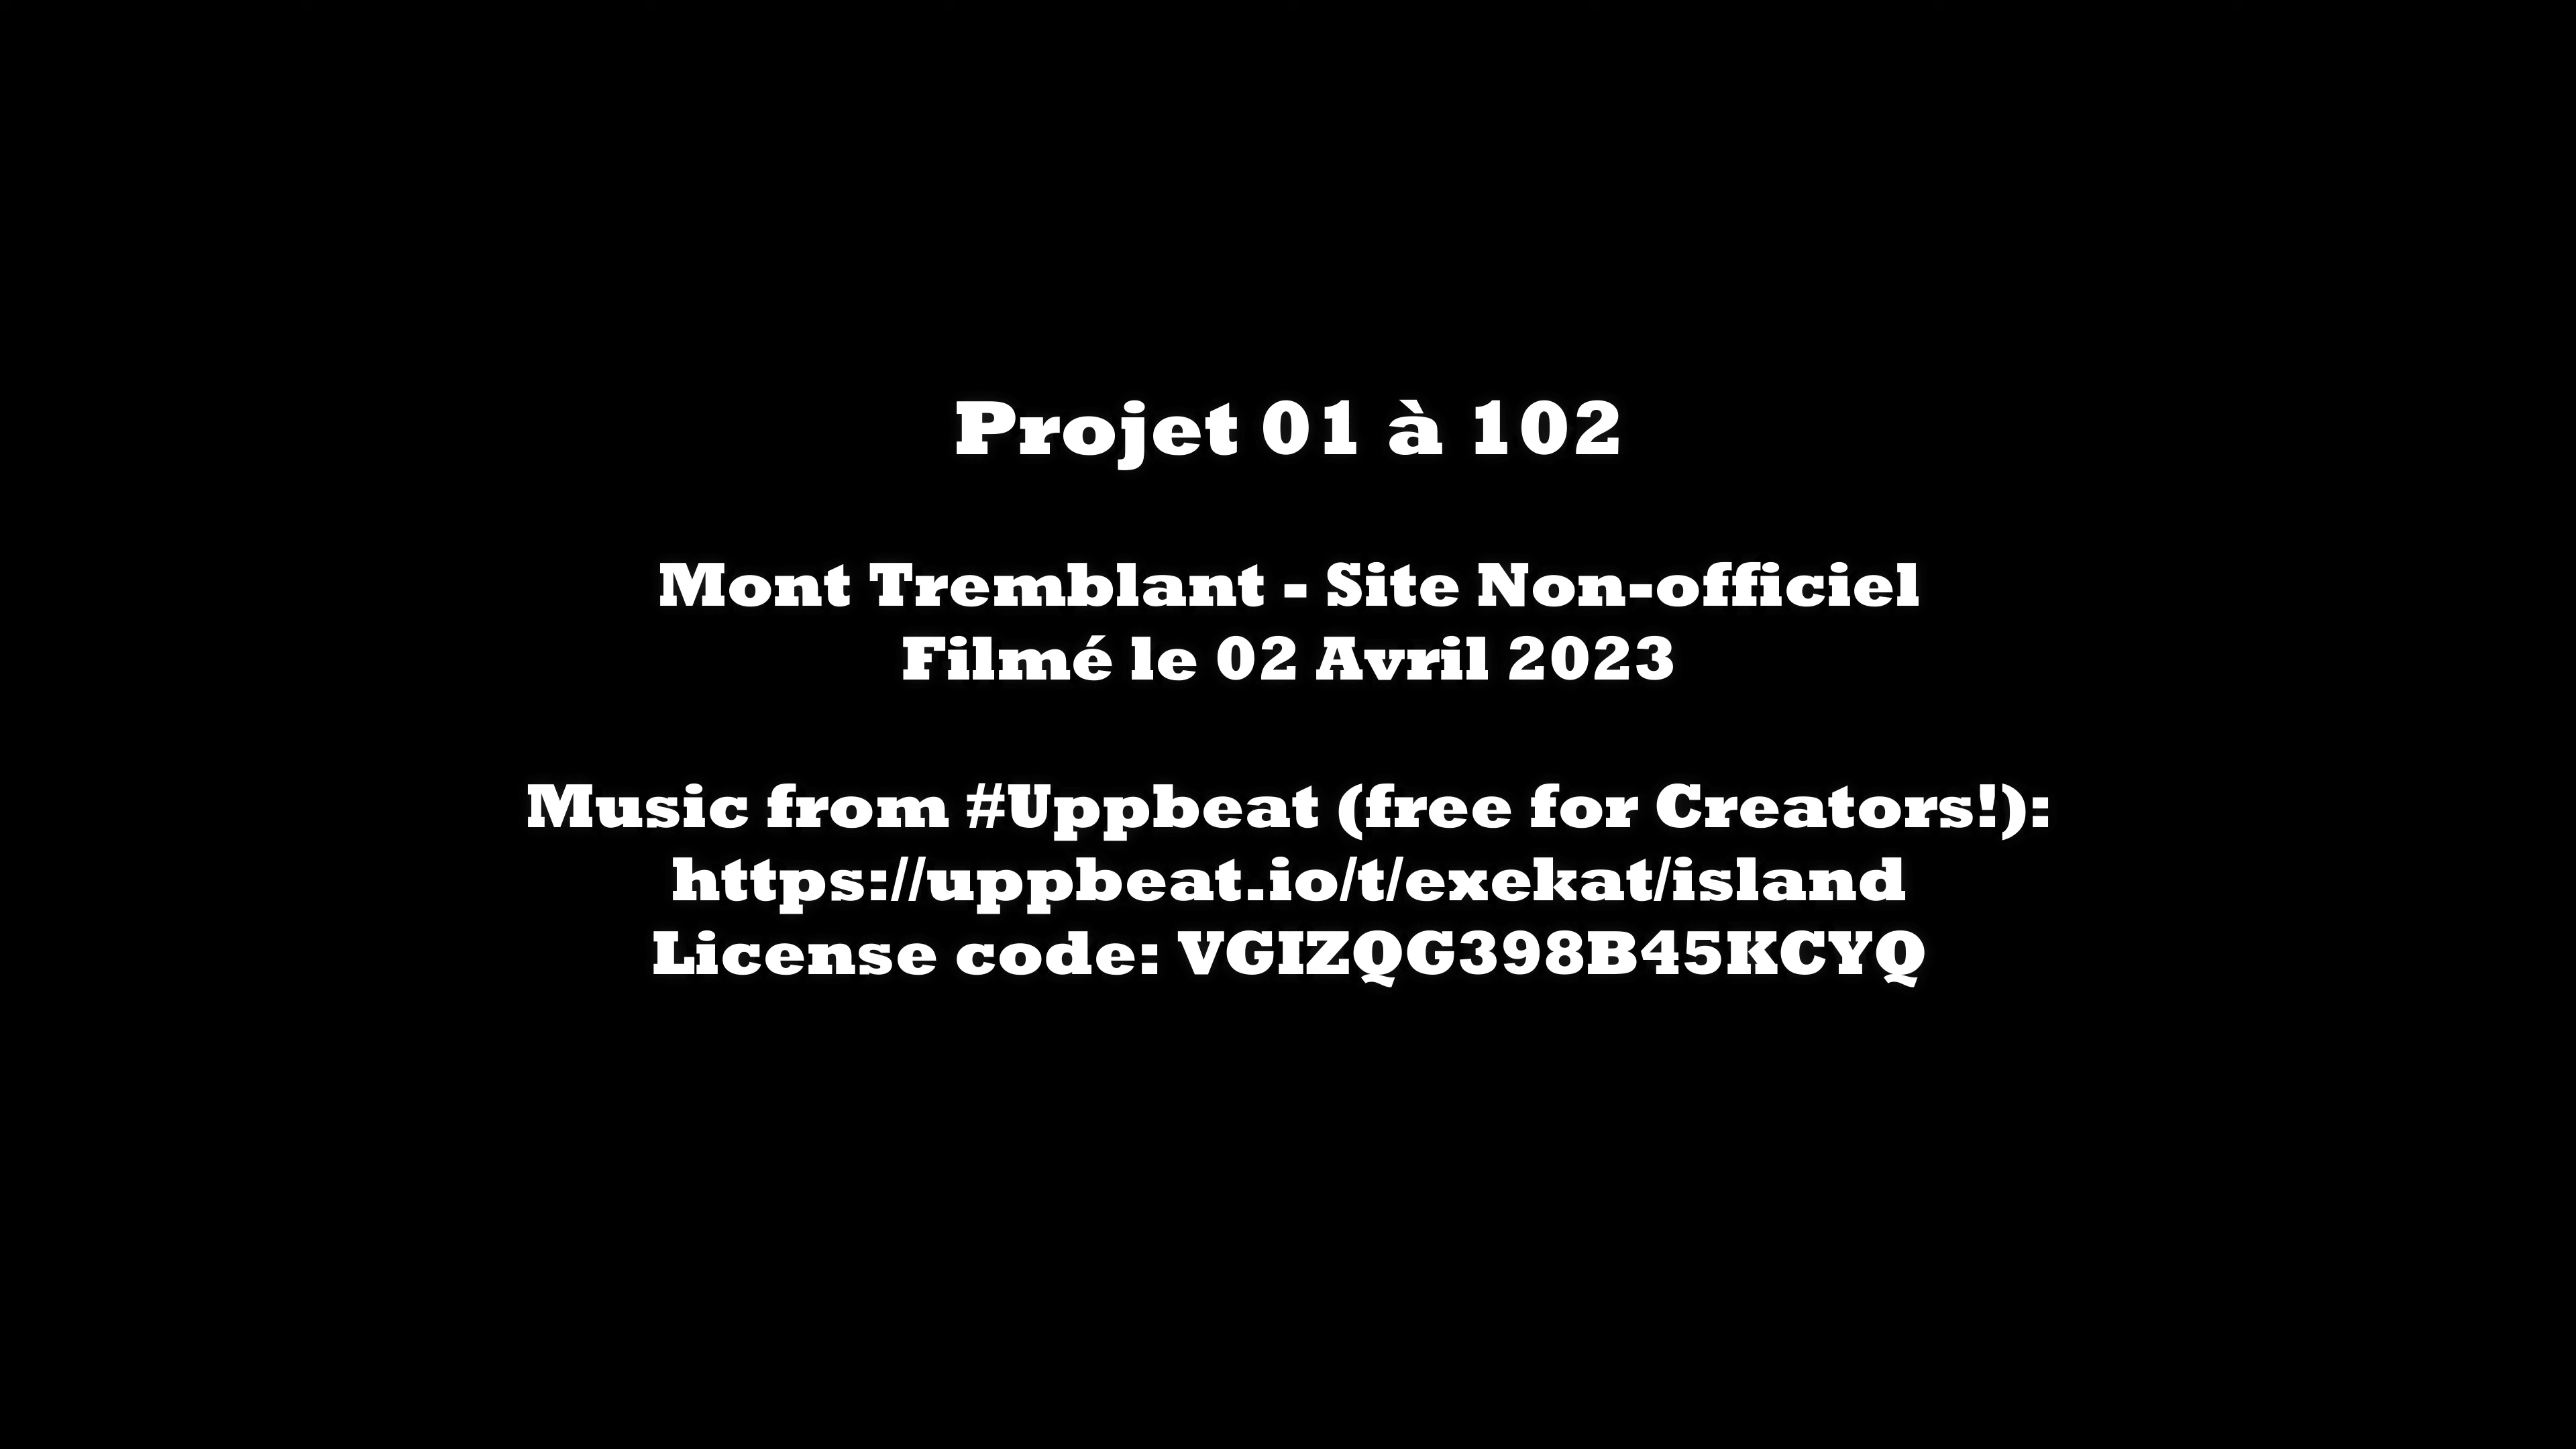 Projet 01 à 102
Mont Tremblant - Site Non-officiel
Filmé le 02 Avril 2023
Music from #Uppbeat (free for Creators!):
https://uppbeat.io/t/exekat/island
License code: VGIZQG398B45KCYQ